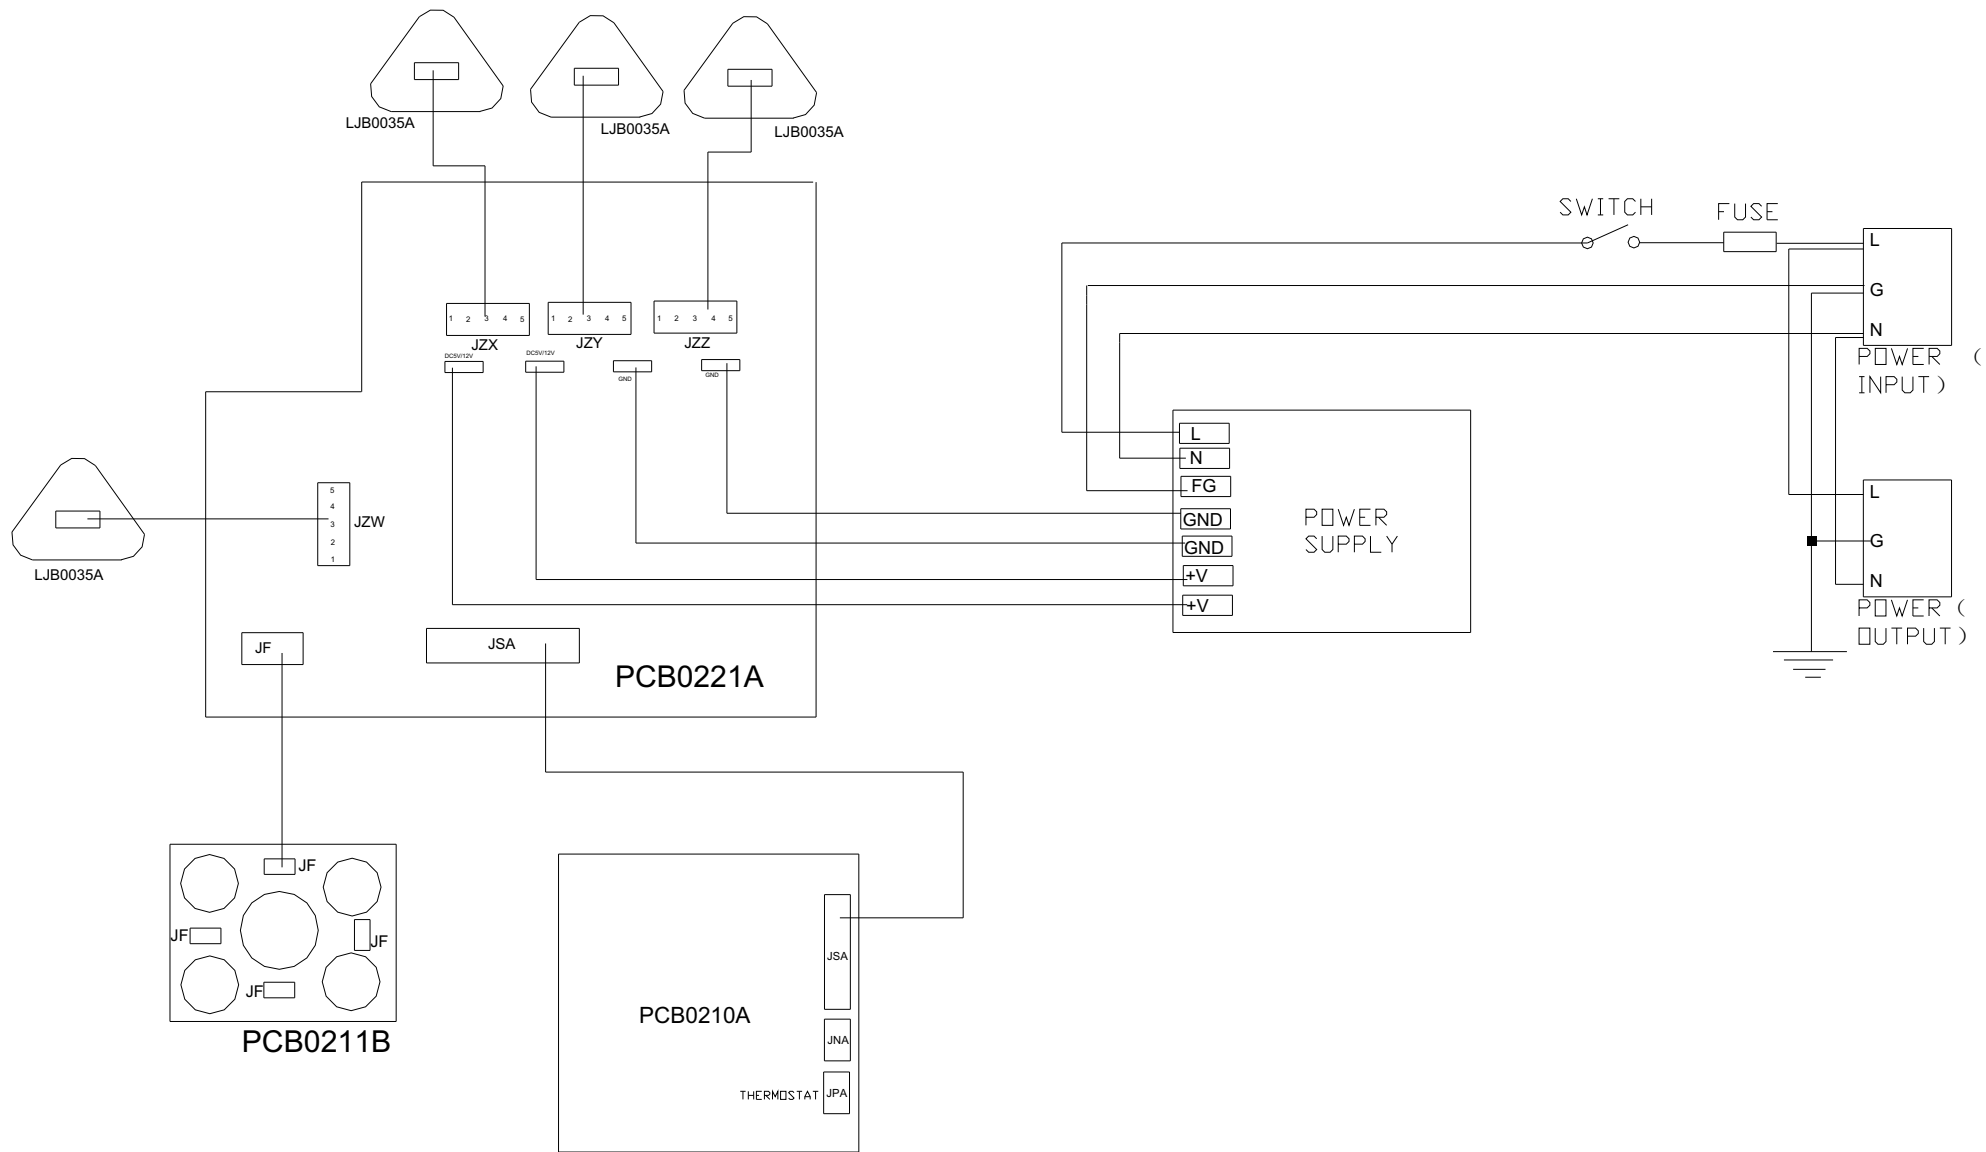 LJB0035A
LJB0035A
LJB0035A
SWITCH
FUSE
L
G
N
POWER (
INPUT)
1 2 3 4 5
1 2 3 4 5
1 2 3 4 5
JZX
JZY
JZZ
DC5V/12V
DC5V/12V
GND
GND
L
N
FG
GND
GND
+V
+V
POWER
SUPPLY
5
4
3
2
1
JZW
LJB0035A
L
G
N
POWER (
OUTPUT)
JF
JSA
PCB0221A
JF
JF
JF
JF
PCB0211B
JSA
PCB0210A
JNA
THERMOSTAT
JPA